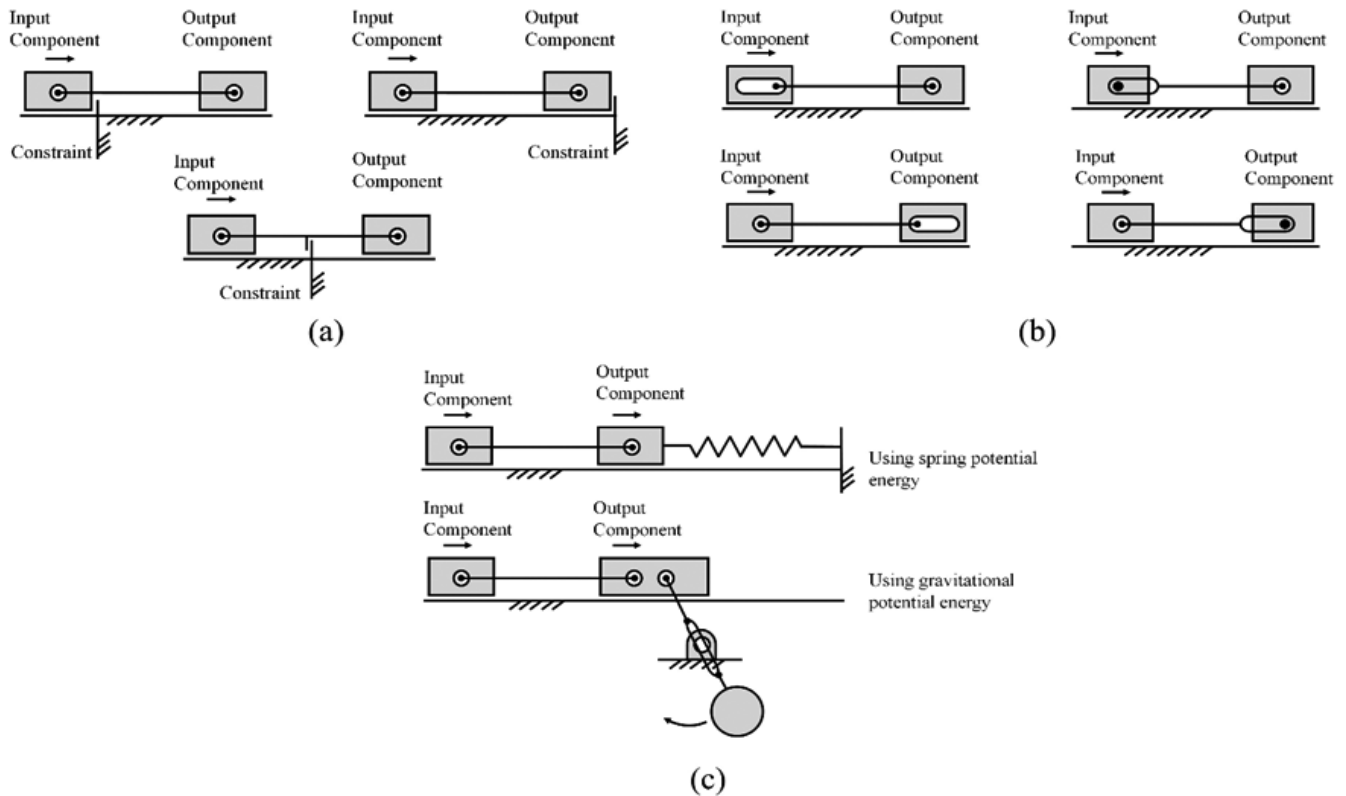 Input
Component
Output
Component
Constraint
Input
Component
Output
Component
Constraint
Input
Component
Output
Component
Constraint
(a)
Input
Component
Output
Component
Input
Component
Output
Component
Input
Component
Output
Component
Input
Component
Output
Component
(b)
Input
Component
Output
Component
Using spring potential
energy
Input
Component
Output
Component
Using gravitational
potential energy
(c)